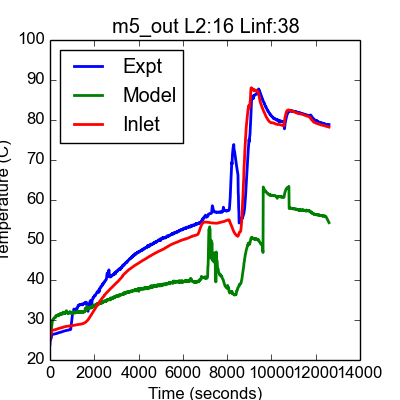 m5_out L2:16 Linf:38
Expt
Model
Inlet
Temperature (C)
100
90
80
70
60
50
40
30
20
0 2000 4000 6000 8000 10000 12000 14000
Time (seconds)